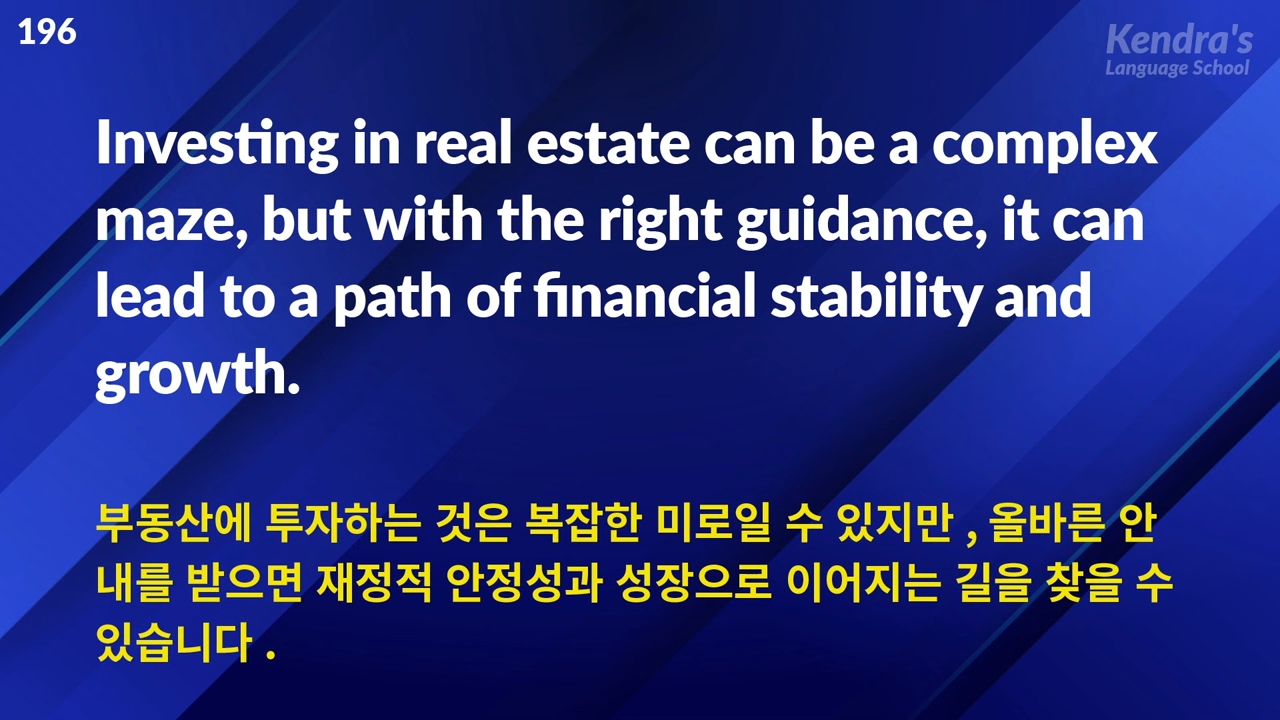 196
Kendra's
Language School
Investing in real estate can be a complex
maze, but with the right guidance, it can
lead to a path of financial stability and
growth.
부동산에 투자하는 것은 복잡한 미로일 수 있지만 , 올바른 안
내를 받으면 재정적 안정성과 성장으로 이어지는 길을 찾을 수
있습니다 .